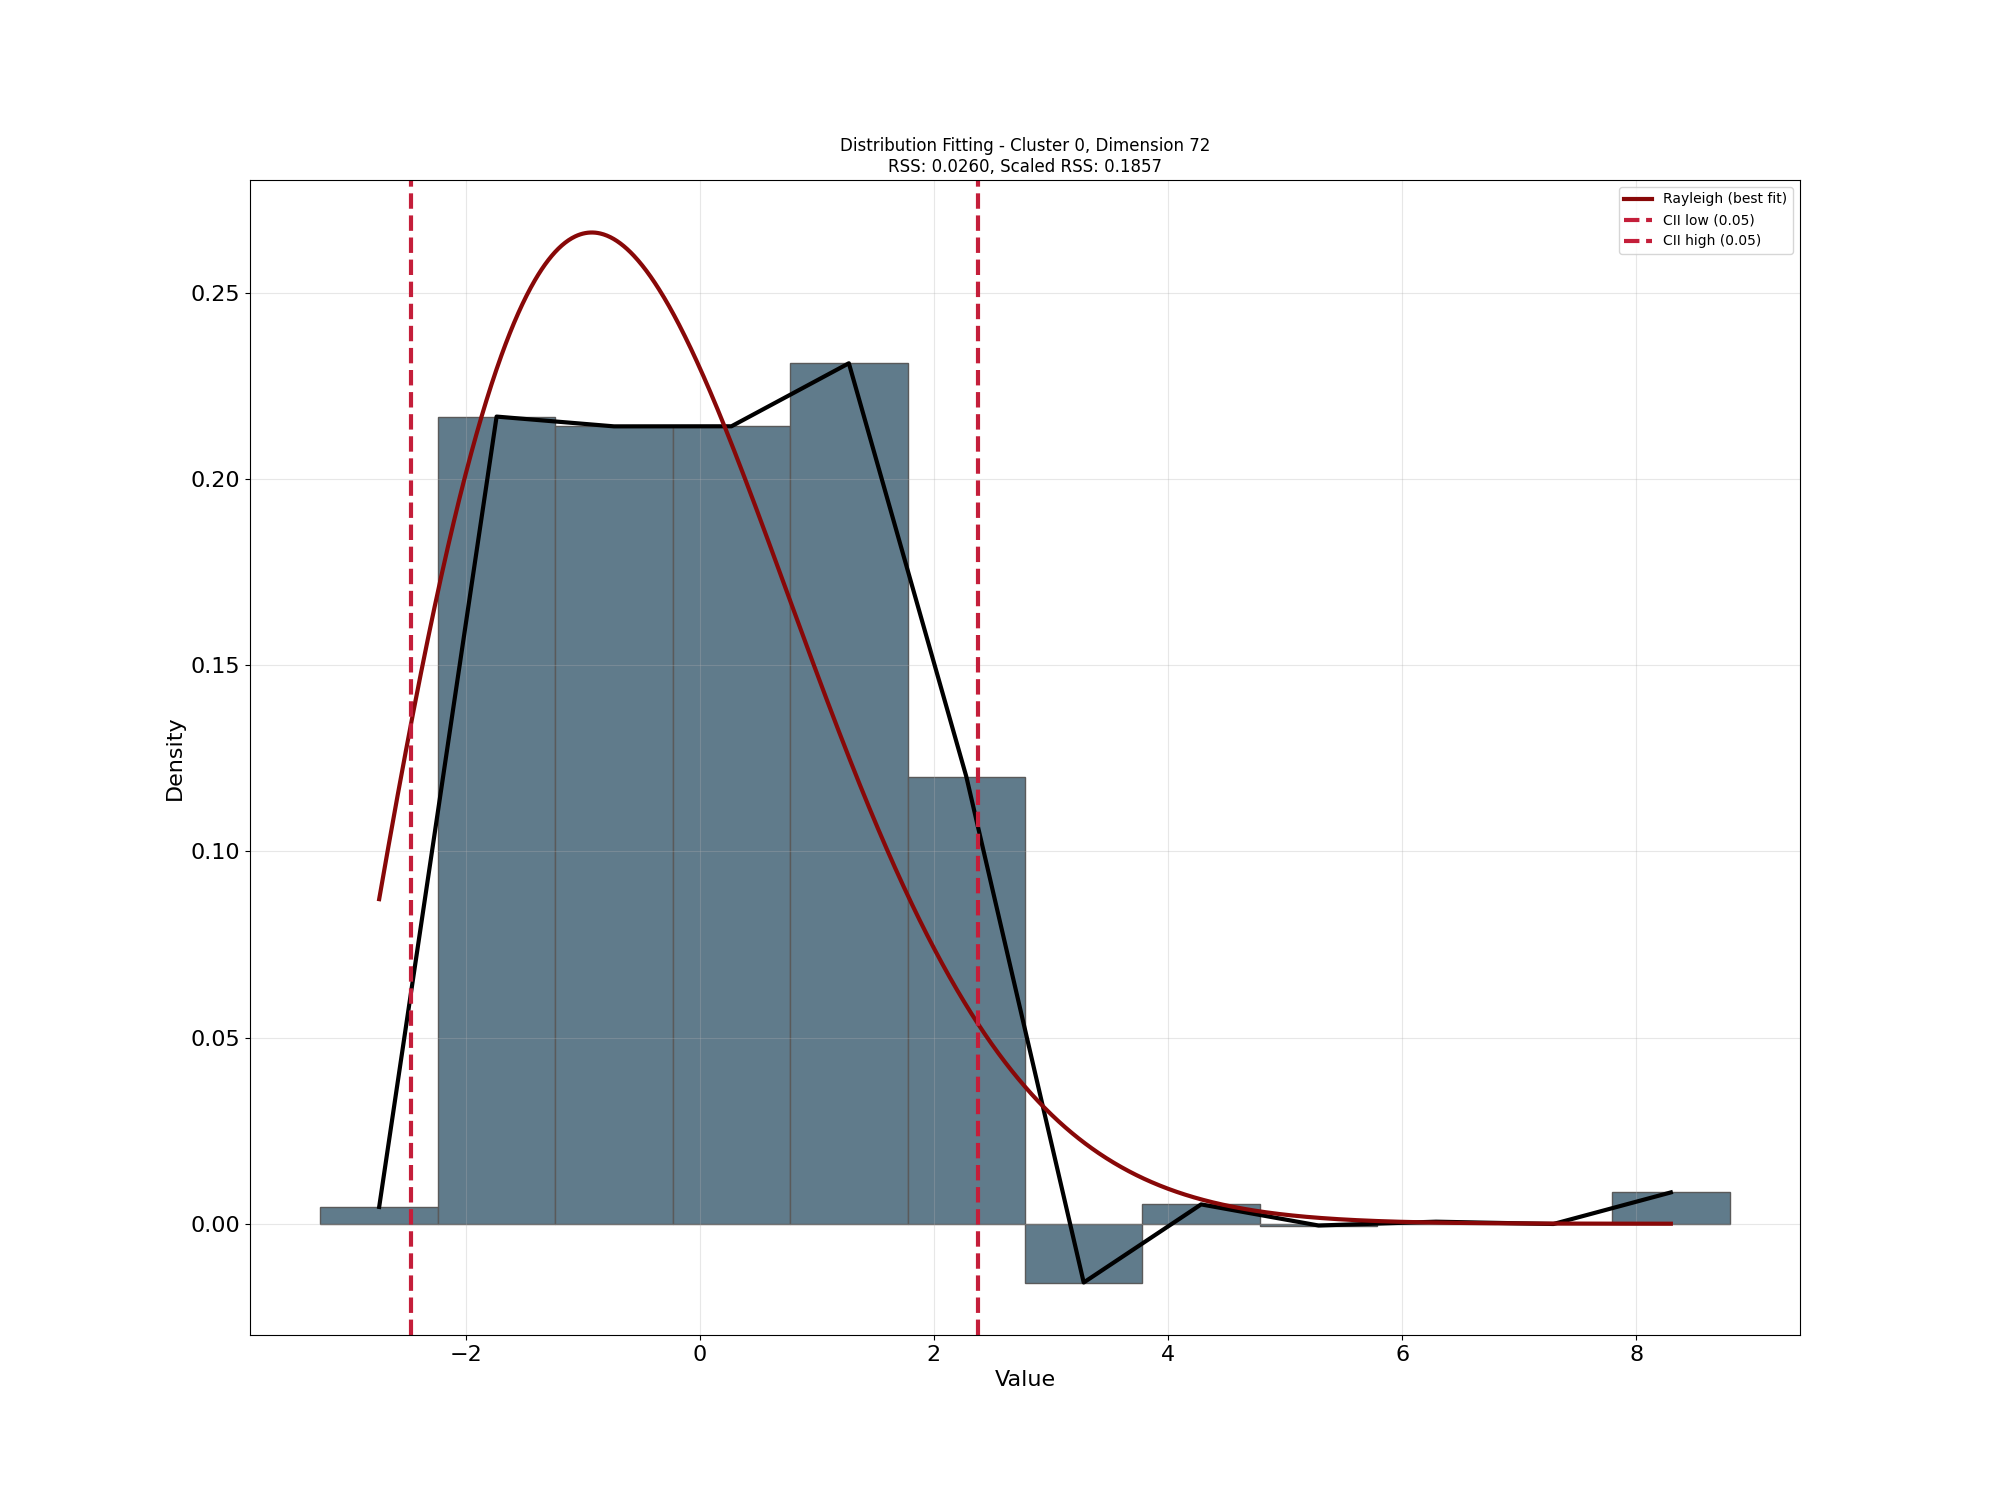 Distribution Fitting - Cluster 0, Dimension 72
RSS: 0.0260, Scaled RSS: 0.1857
Rayleigh (best fit)
CII low (0.05)
CII high (0.05)
0.25
0.20
0.15
0.10
0.05
0.00
Density
−2 0 2 4 6 8
Value